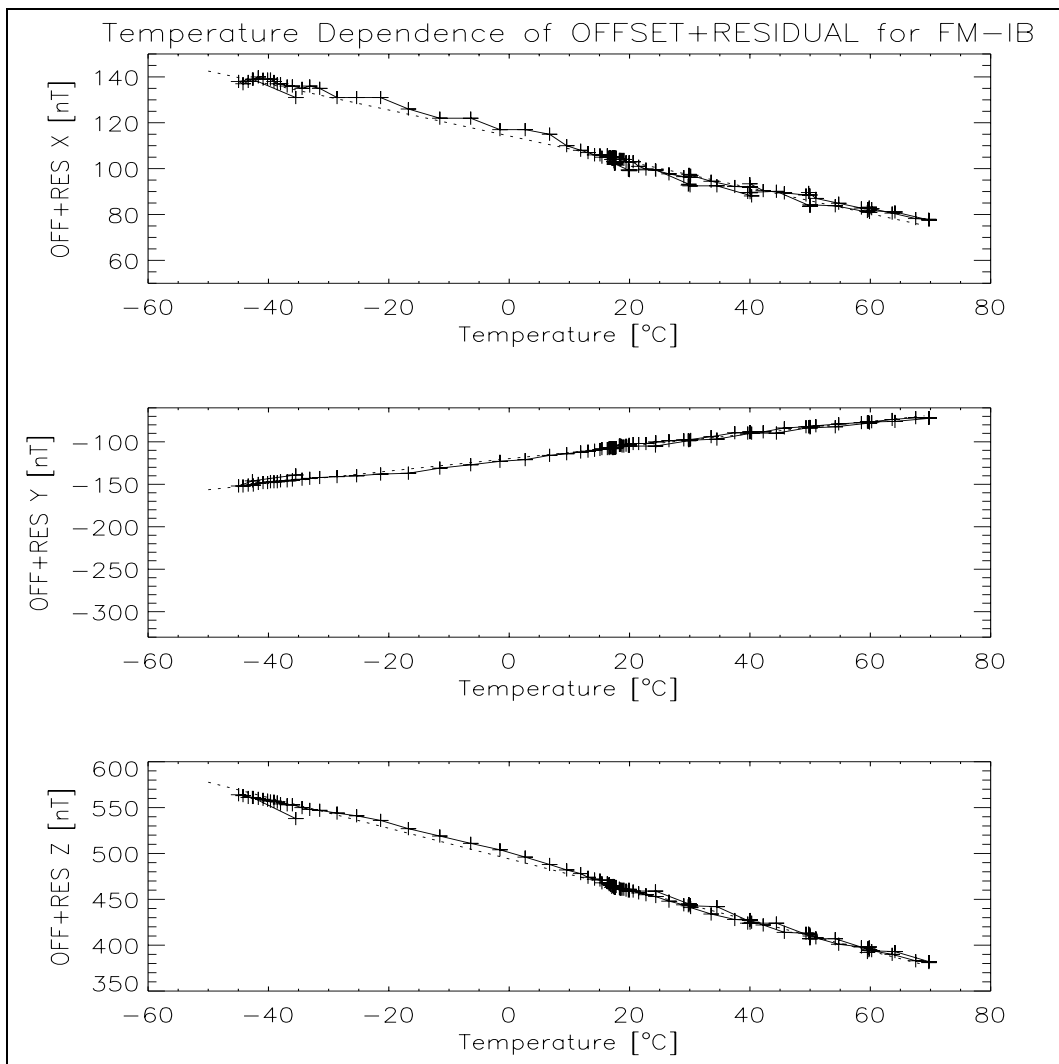 Temperature Dependence of OFFSET+RESIDUAL for FM-IB
OFF+RES X [nT]
140
120
100
80
60
-60 -40 -20 0 20 40 60 80
Temperature [°C]
OFF+RES Y [nT]
-100
-150
-200
-250
-300
-60 -40 -20 0 20 40 60 80
Temperature [°C]
OFF+RES Z [nT]
600
550
500
450
400
350
-60 -40 -20 0 20 40 60 80
Temperature [°C]